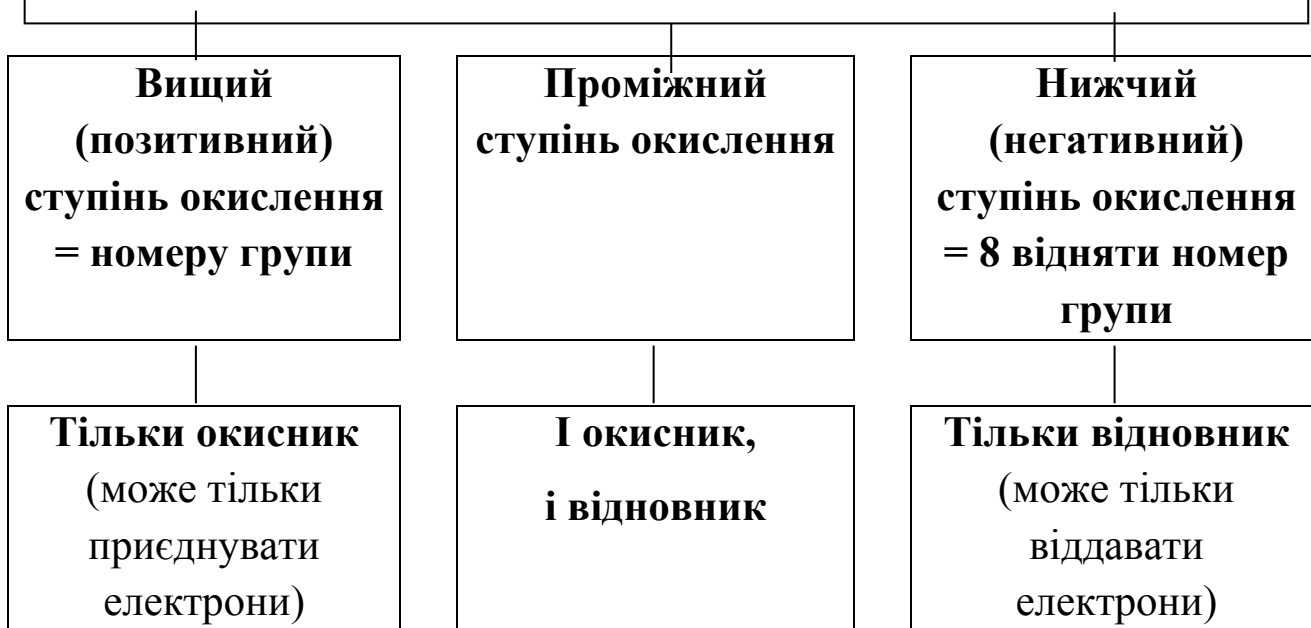 Вищий
(позитивний)
ступінь окислення
= номеру групи
Проміжний
ступінь окислення
Нижчий
(негативний)
ступінь окислення
= 8 відняти номер
групи
Тільки окисник
(може тільки
приєднувати
електрони)
І окисник,
і відновник
Тільки відновник
(може тільки
віддавати
електрони)